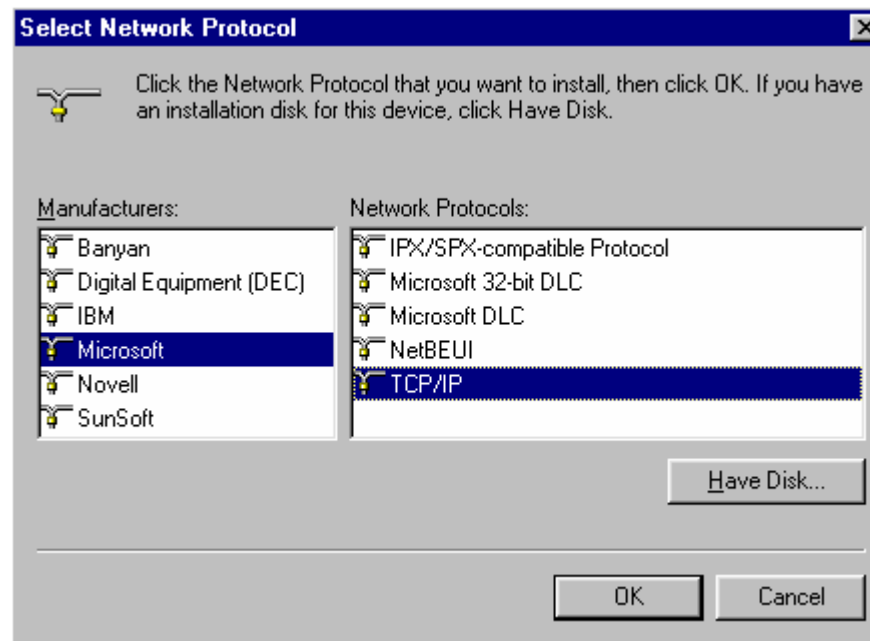 Select Network Protocol
Click the Network Protocol that you want to install, then click OK. If you have
an installation disk for this device, click Have Disk.
Manufacturers:
Banyan
Digital Equipment (DEC)
IBM
Microsoft
Novell
SunSoft
Network Protocols:
IPX/SPX-compatible Protocol
Microsoft 32-bit DLC
Microsoft DLC
NetBEUI
TCP/IP
Have Disk...
OK
Cancel